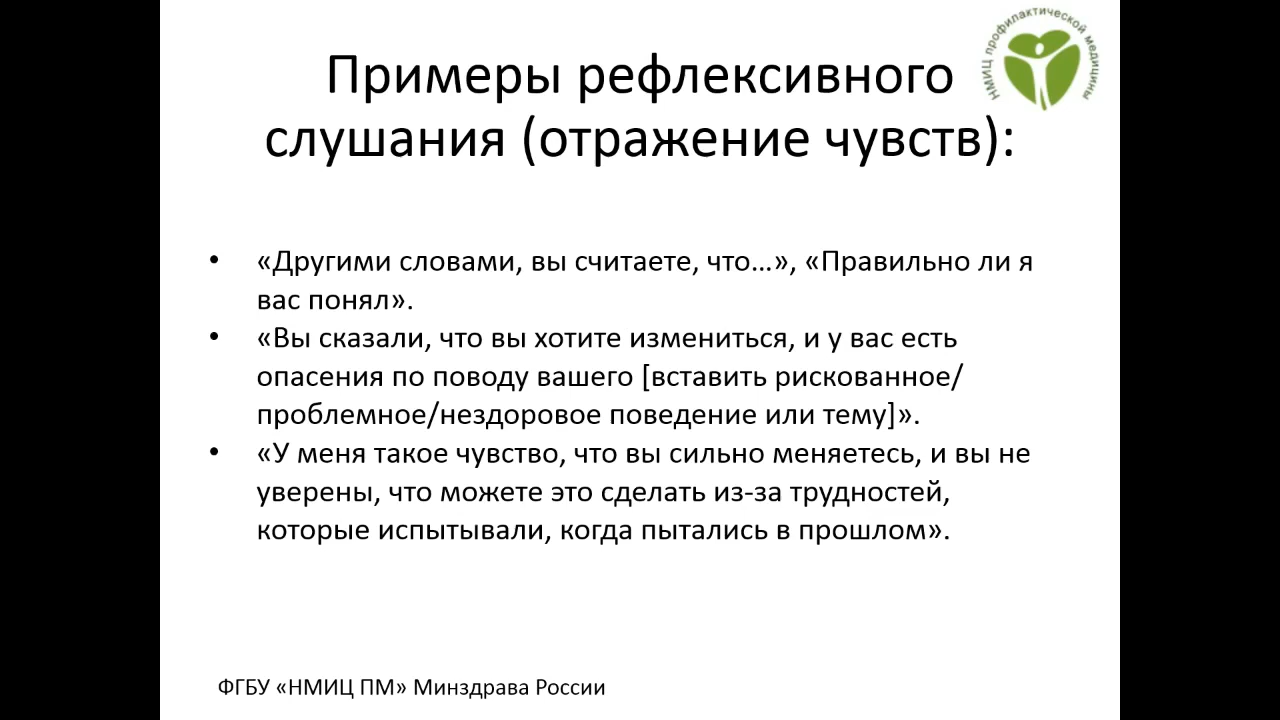 Примеры рефлексивного
слушания (отражение чувств):
НМИЦ профилактической медицины
• «Другими словами, вы считаете, что…», «Правильно ли я
вас понял».
• «Вы сказали, что вы хотите измениться, и у вас есть
опасения по поводу вашего [вставить рискованное/
проблемное/нездоровое поведение или тему]».
• «У меня такое чувство, что вы сильно меняетесь, и вы не
уверены, что можете это сделать из-за трудностей,
которые испытывали, когда пытались в прошлом».
ФГБУ «НМИЦ ПМ» Минздрава России